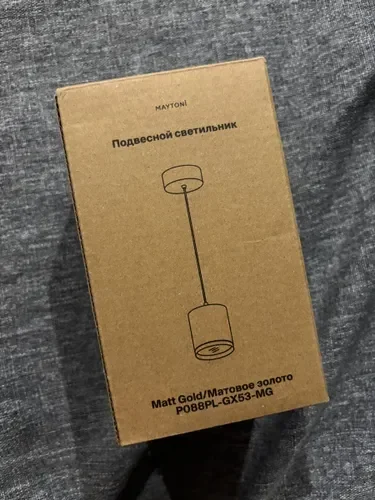 MAYTONI
Подвесной светильник
Matt Gold/Матовое золото
P088PL-GX53-MG